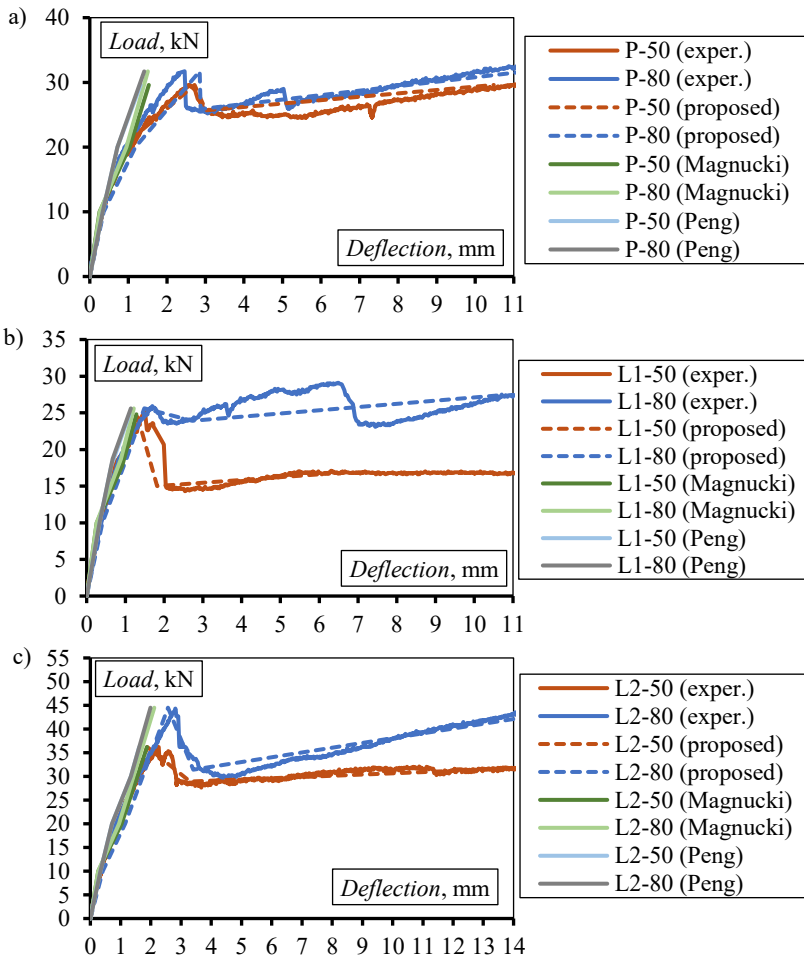 a)
Load, kN
40
30
20
10
0
0 1 2 3 4 5 6 7 8 9 10 11
Deflection, mm
P-50 (exper.)
P-80 (exper.)
P-50 (proposed)
P-80 (proposed)
P-50 (Magnucki)
P-80 (Magnucki)
P-50 (Peng)
P-80 (Peng)
b)
Load, kN
35
30
25
20
15
10
5
0
0 1 2 3 4 5 6 7 8 9 10 11
Deflection, mm
L1-50 (exper.)
L1-80 (exper.)
L1-50 (proposed)
L1-80 (proposed)
L1-50 (Magnucki)
L1-80 (Magnucki)
L1-50 (Peng)
L1-80 (Peng)
c)
Load, kN
55
50
45
40
35
30
25
20
15
10
5
0
0 1 2 3 4 5 6 7 8 9 10 11 12 13 14
Deflection, mm
L2-50 (exper.)
L2-80 (exper.)
L2-50 (proposed)
L2-80 (proposed)
L2-50 (Magnucki)
L2-80 (Magnucki)
L2-50 (Peng)
L2-80 (Peng)